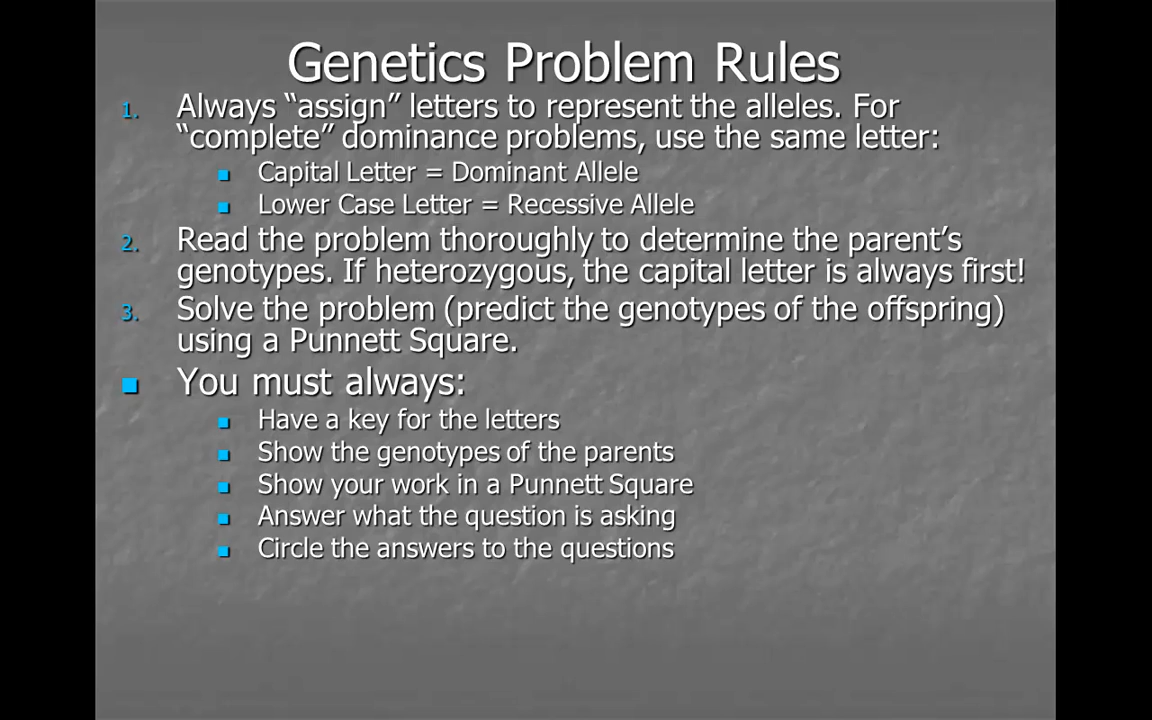 Genetics Problem Rules
1. Always “assign” letters to represent the alleles. For
“complete” dominance problems, use the same letter:
Capital Letter = Dominant Allele
Lower Case Letter = Recessive Allele
2. Read the problem thoroughly to determine the parent’s
genotypes. If heterozygous, the capital letter is always first!
3. Solve the problem (predict the genotypes of the offspring)
using a Punnett Square.
You must always:
Have a key for the letters
Show the genotypes of the parents
Show your work in a Punnett Square
Answer what the question is asking
Circle the answers to the questions